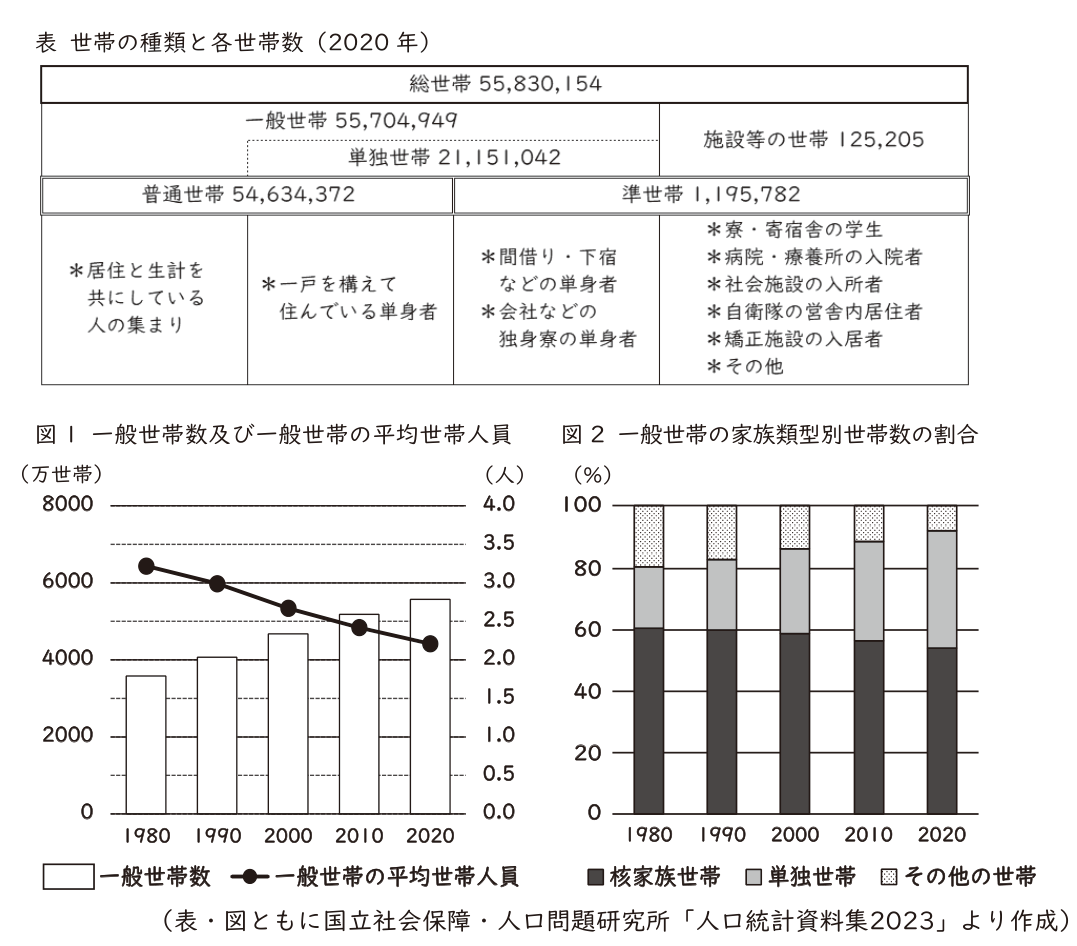 表 世帯の種類と各世帯数（2020 年）
総世帯 55,830,154
一般世帯 55,704,949
施設等の世帯 125,205
単独世帯 21,151,042
普通世帯 54,634,372
準世帯 1,195,782
＊居住と生計を
共にしている
人の集まり
＊一戸を構えて
住んでいる単身者
＊間借り・下宿
などの単身者
＊会社などの
独身寮の単身者
＊寮・寄宿舎の学生
＊病院・療養所の入院者
＊社会施設の入所者
＊自衛隊の営舎内居住者
＊矯正施設の入居者
＊その他
図1 一般世帯数及び一般世帯の平均世帯人員
（万世帯）
（人）
8000
6000
4000
2000
0
4.0
3.5
3.0
2.5
2.0
1.5
1.0
0.5
0.0
1980 1990 2000 2010 2020
一般世帯数 一般世帯の平均世帯人員
図2 一般世帯の家族類型別世帯数の割合
（%）
100
80
60
40
20
0
1980 1990 2000 2010 2020
核家族世帯 単独世帯 その他の世帯
（表・図ともに国立社会保障・人口問題研究所「人口統計資料集2023」より作成）